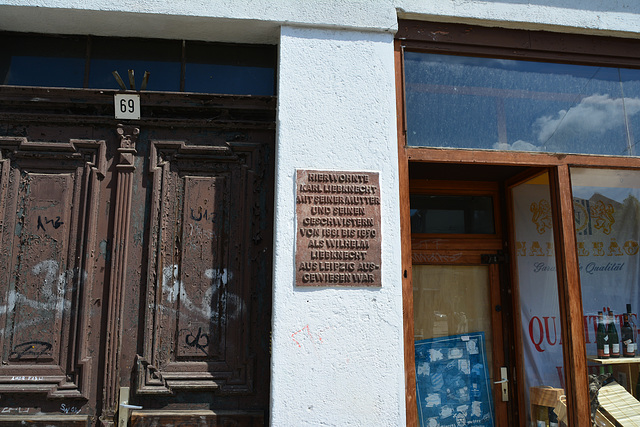 69
HIER WOHNTE
KARL LIEBKNECHT
MIT SEINER MUTTER
UND SEINEN
GESCHWISTERN
VON 1881 BIS 1890
ALS WILHELM
LIEBKNECHT
AUS LEIPZIG AUS-
GEWIESEN WAR
Qualität